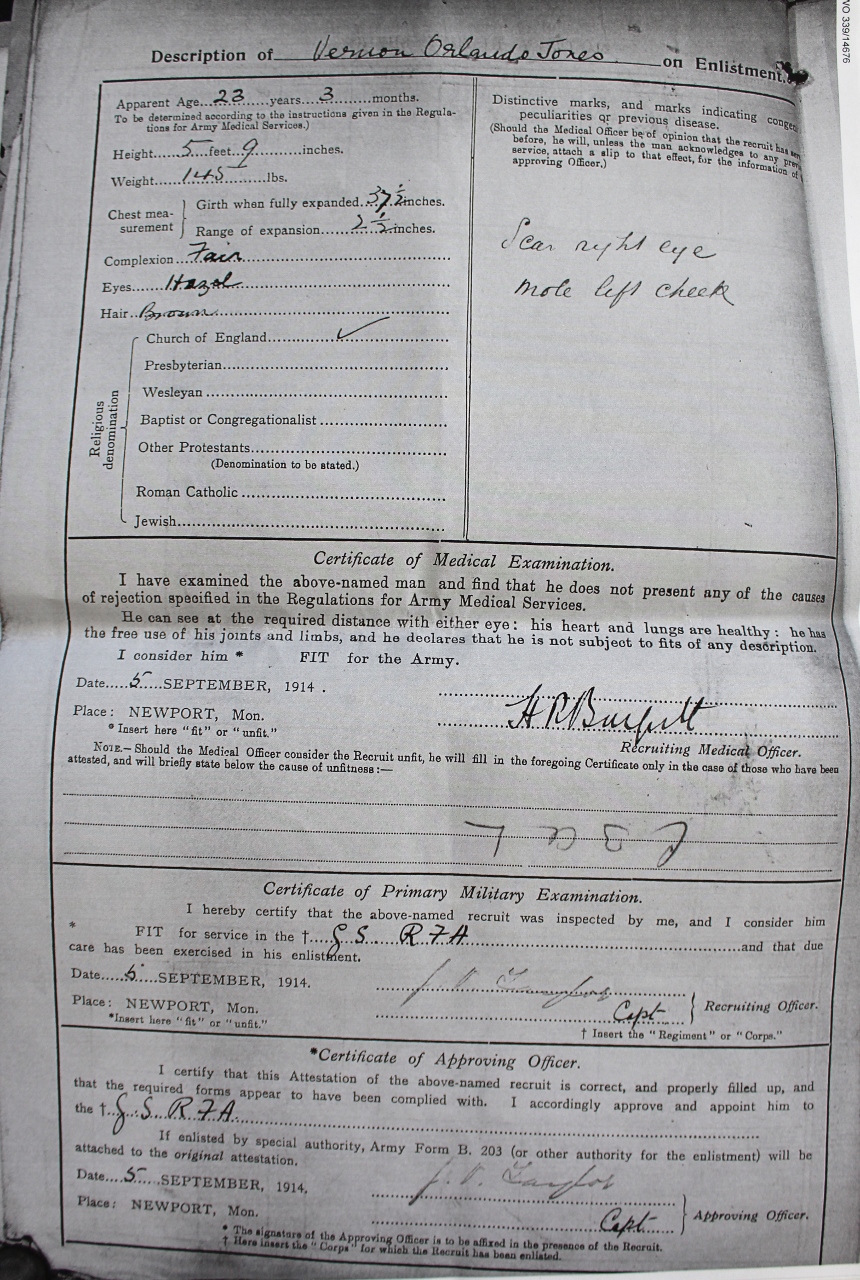 WO 339/14676
Description of Vernon Orlando Jones on Enlistment.
Apparent Age...23......years...3.........months.
To be determined according to the instructions given in the Regula-
tions for Army Medical Services.)
Height......5...feet..9.........inches.
Weight....145.........lbs.
Chest mea-
surement
Girth when fully expanded..37½inches.
Range of expansion......2½inches.
Complexion...Fair
Eyes......Hazel
Hair..Brown
Religious
denomination
Church of England............✓
Presbyterian
Wesleyan
Baptist or Congregationalist
Other Protestants
(Denomination to be stated.)
Roman Catholic
Jewish
Distinctive marks, and marks indicating congen
peculiarities or previous disease.
(Should the Medical Officer be of opinion that the recruit has
before, he will, unless the man acknowledges to any
service, attach a slip to that effect, for the information of
approving Officer.)
Scar right eye
mole left cheek
Certificate of Medical Examination.
I have examined the above-named man and find that he does not present any of the causes
of rejection specified in the Regulations for Army Medical Services.
He can see at the required distance with either eye: his heart and lungs are healthy: he has
the free use of his joints and limbs, and he declares that he is not subject to fits of any description.
I consider him * FIT for the Army.
Date.....5....SEPTEMBER, 1914.
Place: NEWPORT, Mon.
* Insert here "fit" or "unfit."
Recruiting Medical Officer.
NOTE.—Should the Medical Officer consider the Recruit unfit, he will fill in the foregoing Certificate only in the case of those who have been
attested, and will briefly state below the cause of unfitness:—
Certificate of Primary Military Examination.
I hereby certify that the above-named recruit was inspected by me, and I consider him
* FIT for service in the †.....G.S.....R.F.A...and that due
care has been exercised in his enlistment.
Date.....5.....SEPTEMBER, 1914.
Place: NEWPORT, Mon.
*Insert here "fit" or "unfit."
Capt
Recruiting Officer.
† Insert the "Regiment" or "Corps."
*Certificate of Approving Officer.
I certify that this Attestation of the above-named recruit is correct, and properly filled up, and
that the required forms appear to have been complied with. I accordingly approve and appoint him to
the †..G.S. R.F.A.
If enlisted by special authority, Army Form B. 203 (or other authority for the enlistment) will be
attached to the original attestation.
Date....5....SEPTEMBER, 1914.
Place: NEWPORT, Mon.
Capt
Approving Officer.
* The signature of the Approving Officer is to be affixed in the presence of the Recruit.
† Here insert the "Corps" for which the Recruit has been enlisted.